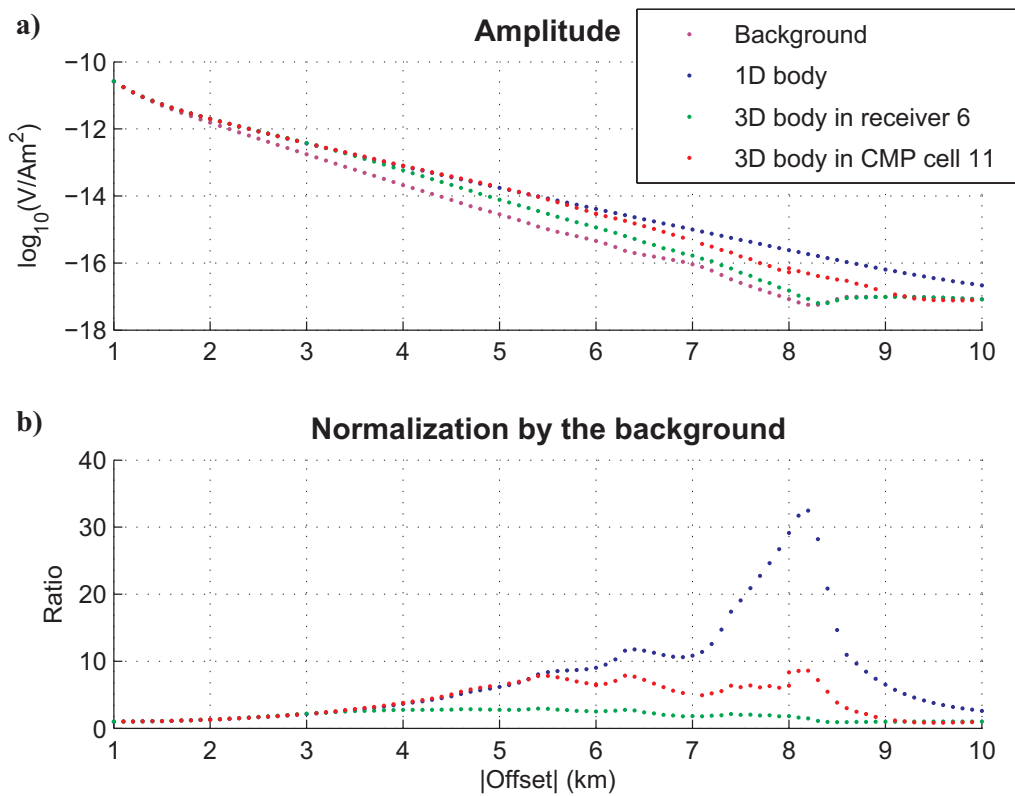 a)
Amplitude
Background
1D body
3D body in receiver 6
3D body in CMP cell 11
log10(V/Am²)
−10
−12
−14
−16
−18
1 2 3 4 5 6 7 8 9 10
b)
Normalization by the background
Ratio
40
30
20
10
0
1 2 3 4 5 6 7 8 9 10
|Offset| (km)